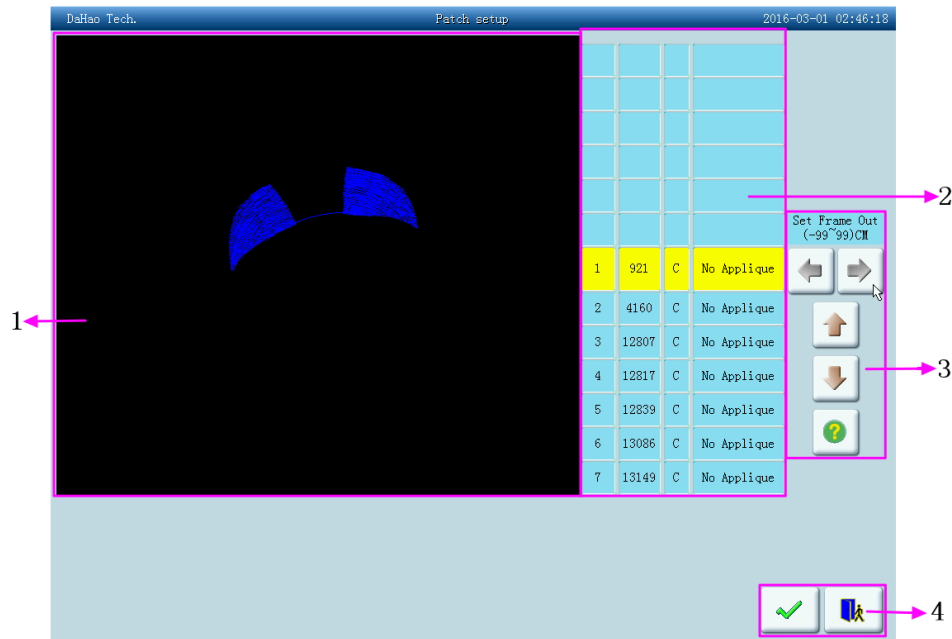 DaHao Tech. Patch setup 2016-03-01 02:46:18
2
Set Frame Out
(-99~99)CM
1 921 C No Applique
2 4160 C No Applique
1
3 12807 C No Applique
4 12817 C No Applique
3
5 12839 C No Applique
6 13086 C No Applique
?
7 13149 C No Applique
4